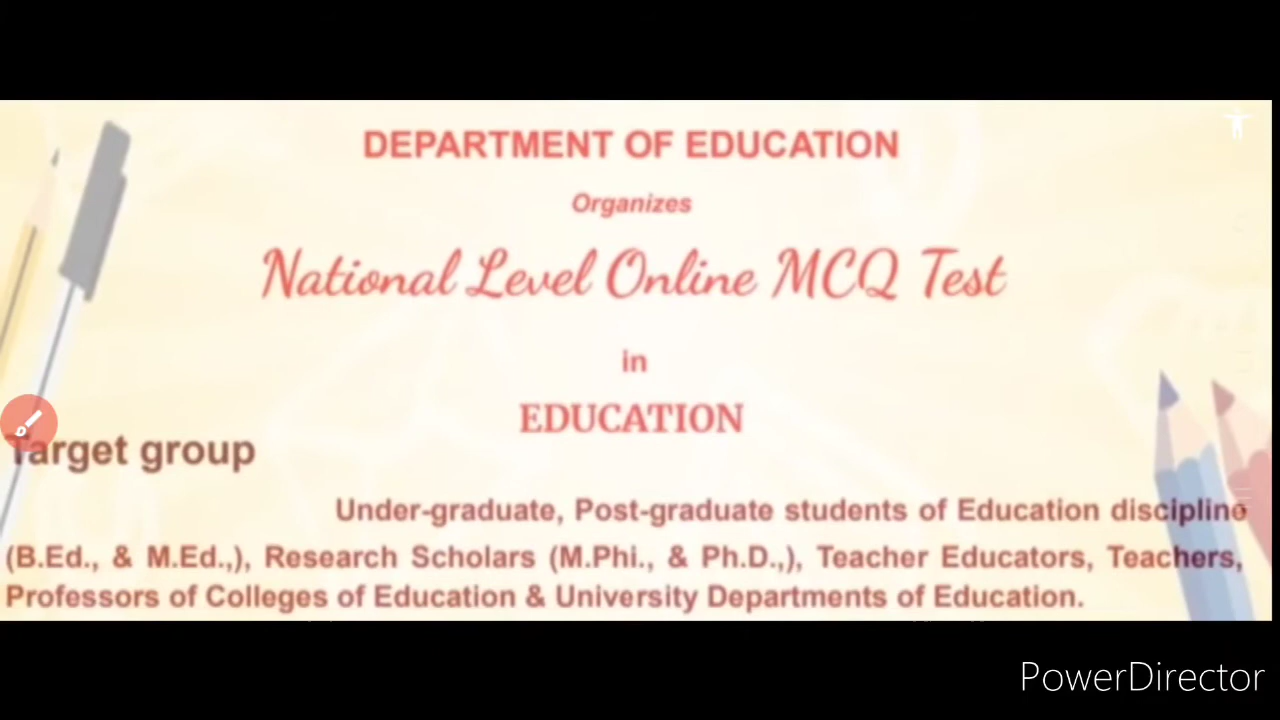 DEPARTMENT OF EDUCATION
Organizes
National Level Online MCQ Test
in
EDUCATION
Target group
Under-graduate, Post-graduate students of Education discipline
(B.Ed., & M.Ed.,), Research Scholars (M.Phi., & Ph.D.,), Teacher Educators, Teachers,
Professors of Colleges of Education & University Departments of Education.
PowerDirector